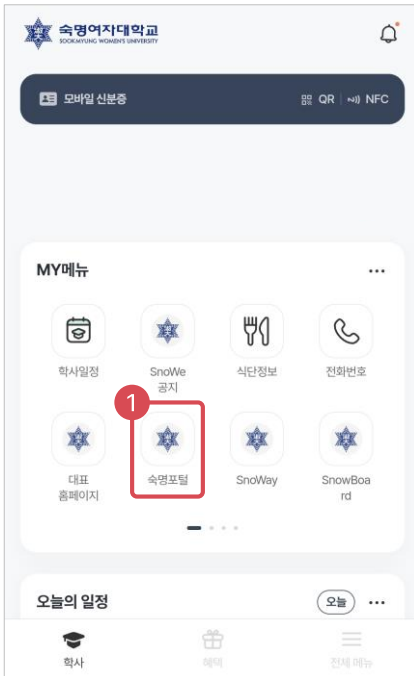 숙명여자대학교
SOOKMYUNG WOMEN'S UNIVERSITY
모바일 신분증 QR | NFC
MY메뉴
학사일정 SnoWe 식단정보 전화번호
공지
1
대표 숙명포털 SnoWay SnowBoa
홈페이지 rd
오늘의 일정 오늘
학사 혜택 전체 메뉴